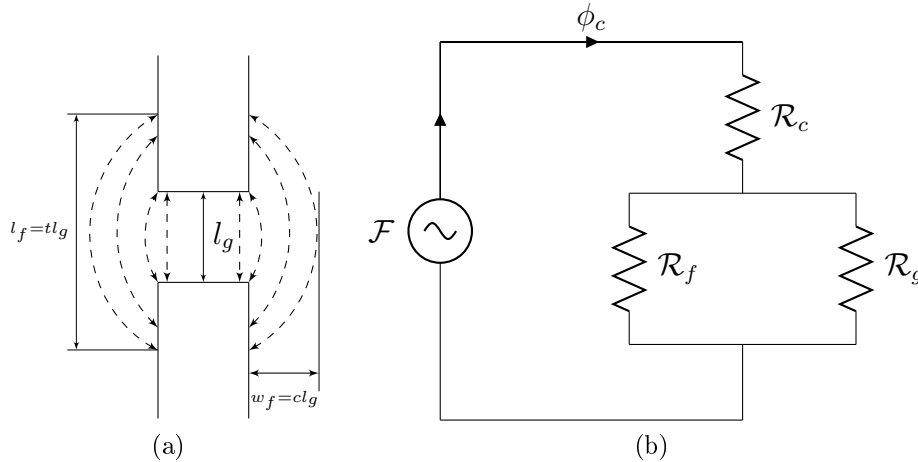 l_f=tl_g
l_g
w_f=cl_g
(a)
ϕ_c
ℱ
ℛ_c
ℛ_f
ℛ_g
(b)